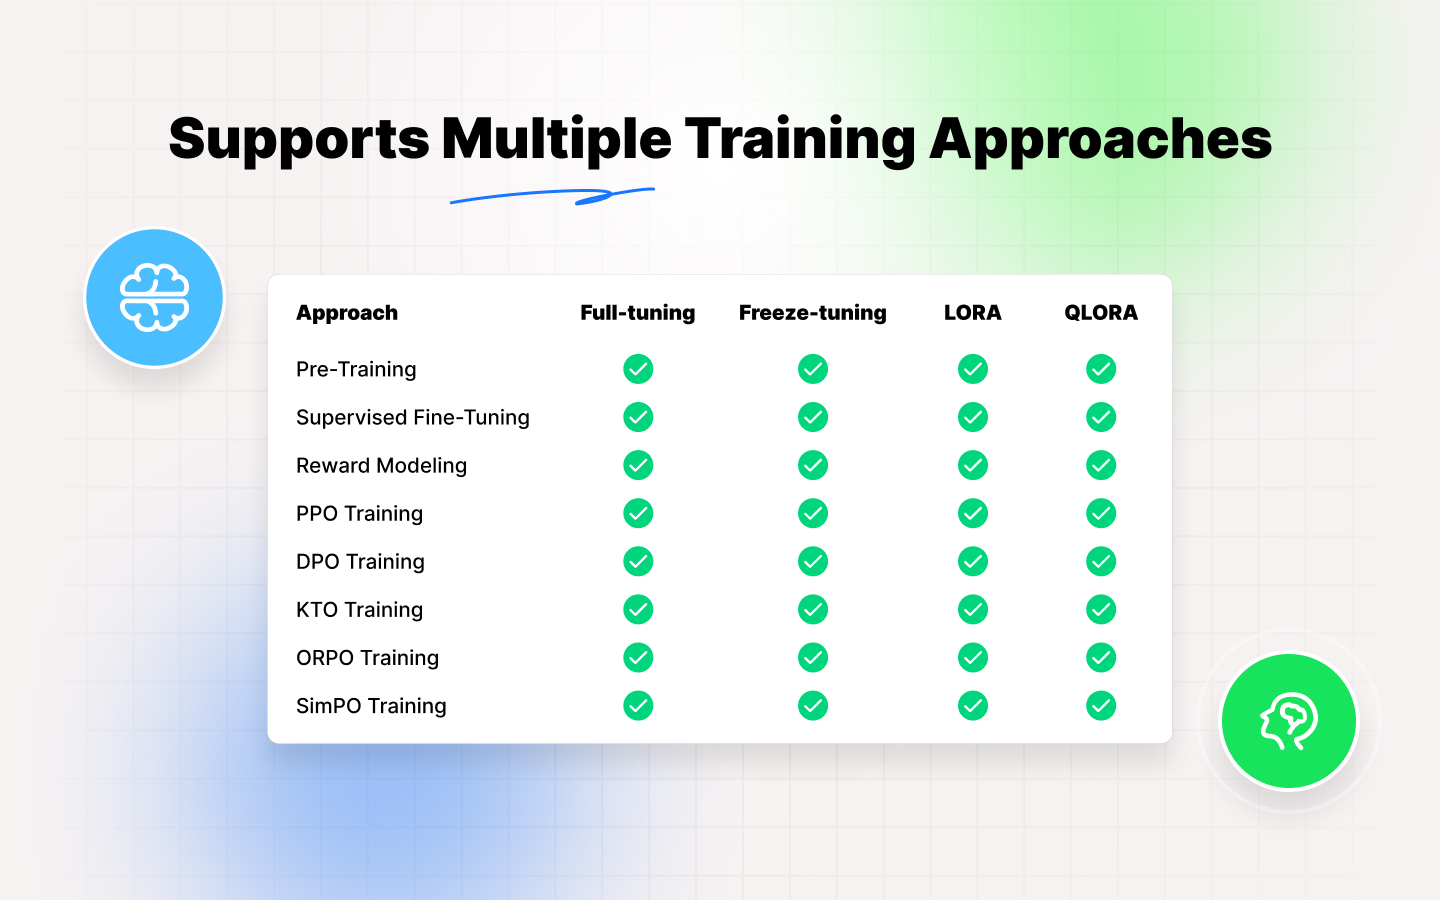 Supports Multiple Training Approaches
Approach Full-tuning Freeze-tuning LORA QLORA
Pre-Training
Supervised Fine-Tuning
Reward Modeling
PPO Training
DPO Training
KTO Training
ORPO Training
SimPO Training